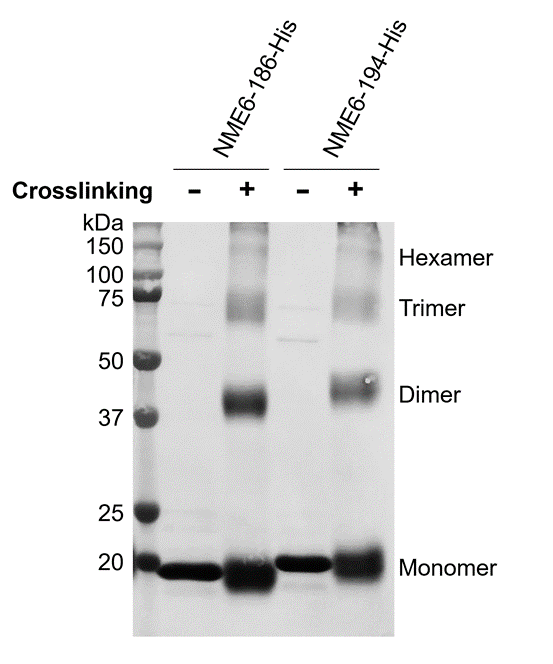 NME6-186-His
NME6-194-His
Crosslinking - + - +
kDa
150
100
75
50
37
25
20
Hexamer
Trimer
Dimer
Monomer